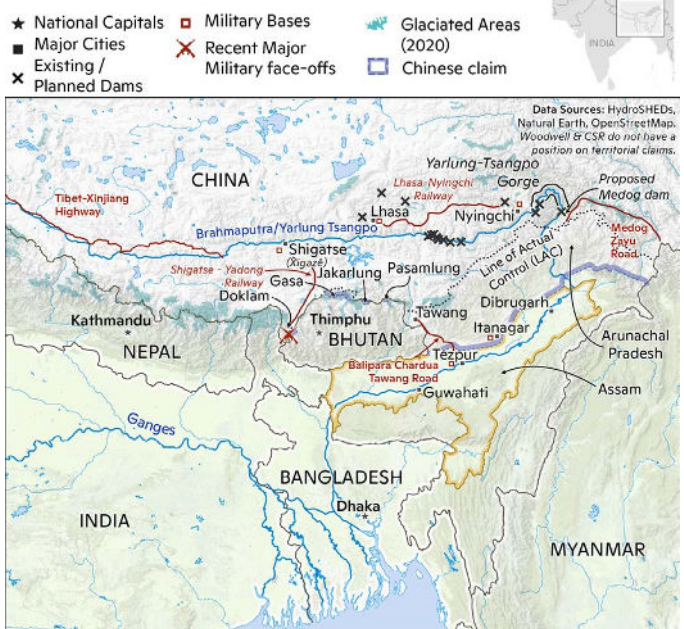 National Capitals
Major Cities
Existing /
Planned Dams
Military Bases
Recent Major
Military face-offs
Glaciated Areas
(2020)
Chinese claim
INDIA
Data Sources: HydroSHEDs,
Natural Earth, OpenStreetMap.
Woodwell & CSR do not have a
position on territorial claims.
Yarlung-Tsangpo
Gorge
Proposed
Medog dam
CHINA
Lhasa-Nyingchi
Railway
Tibet-Xinjiang
Highway
Lhasa
Nyingchi
Brahmaputra/Yarlung Tsangpo
Medog
Zayu
Road
Line of Actual
Control (LAC)
Shigatse
(Xigazê)
Shigatse - Yadong
Railway
Jakarlung
Pasamlung
Gasa
Doklam
Tawang
Dibrugarh
Kathmandu
Thimphu
Itanagar
Arunachal
Pradesh
NEPAL
BHUTAN
Tezpur
Balipara Chardua
Tawang Road
Guwahati
Assam
Ganges
BANGLADESH
Dhaka
INDIA
MYANMAR